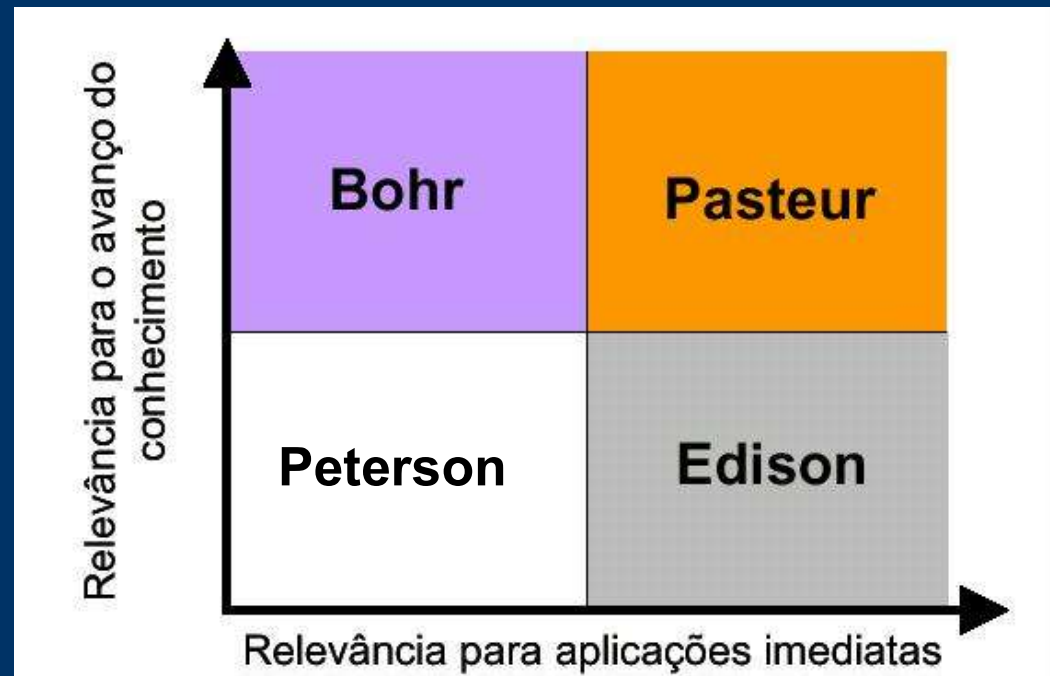 Relevância para o avanço do
conhecimento
Bohr
Pasteur
Peterson
Edison
Relevância para aplicações imediatas